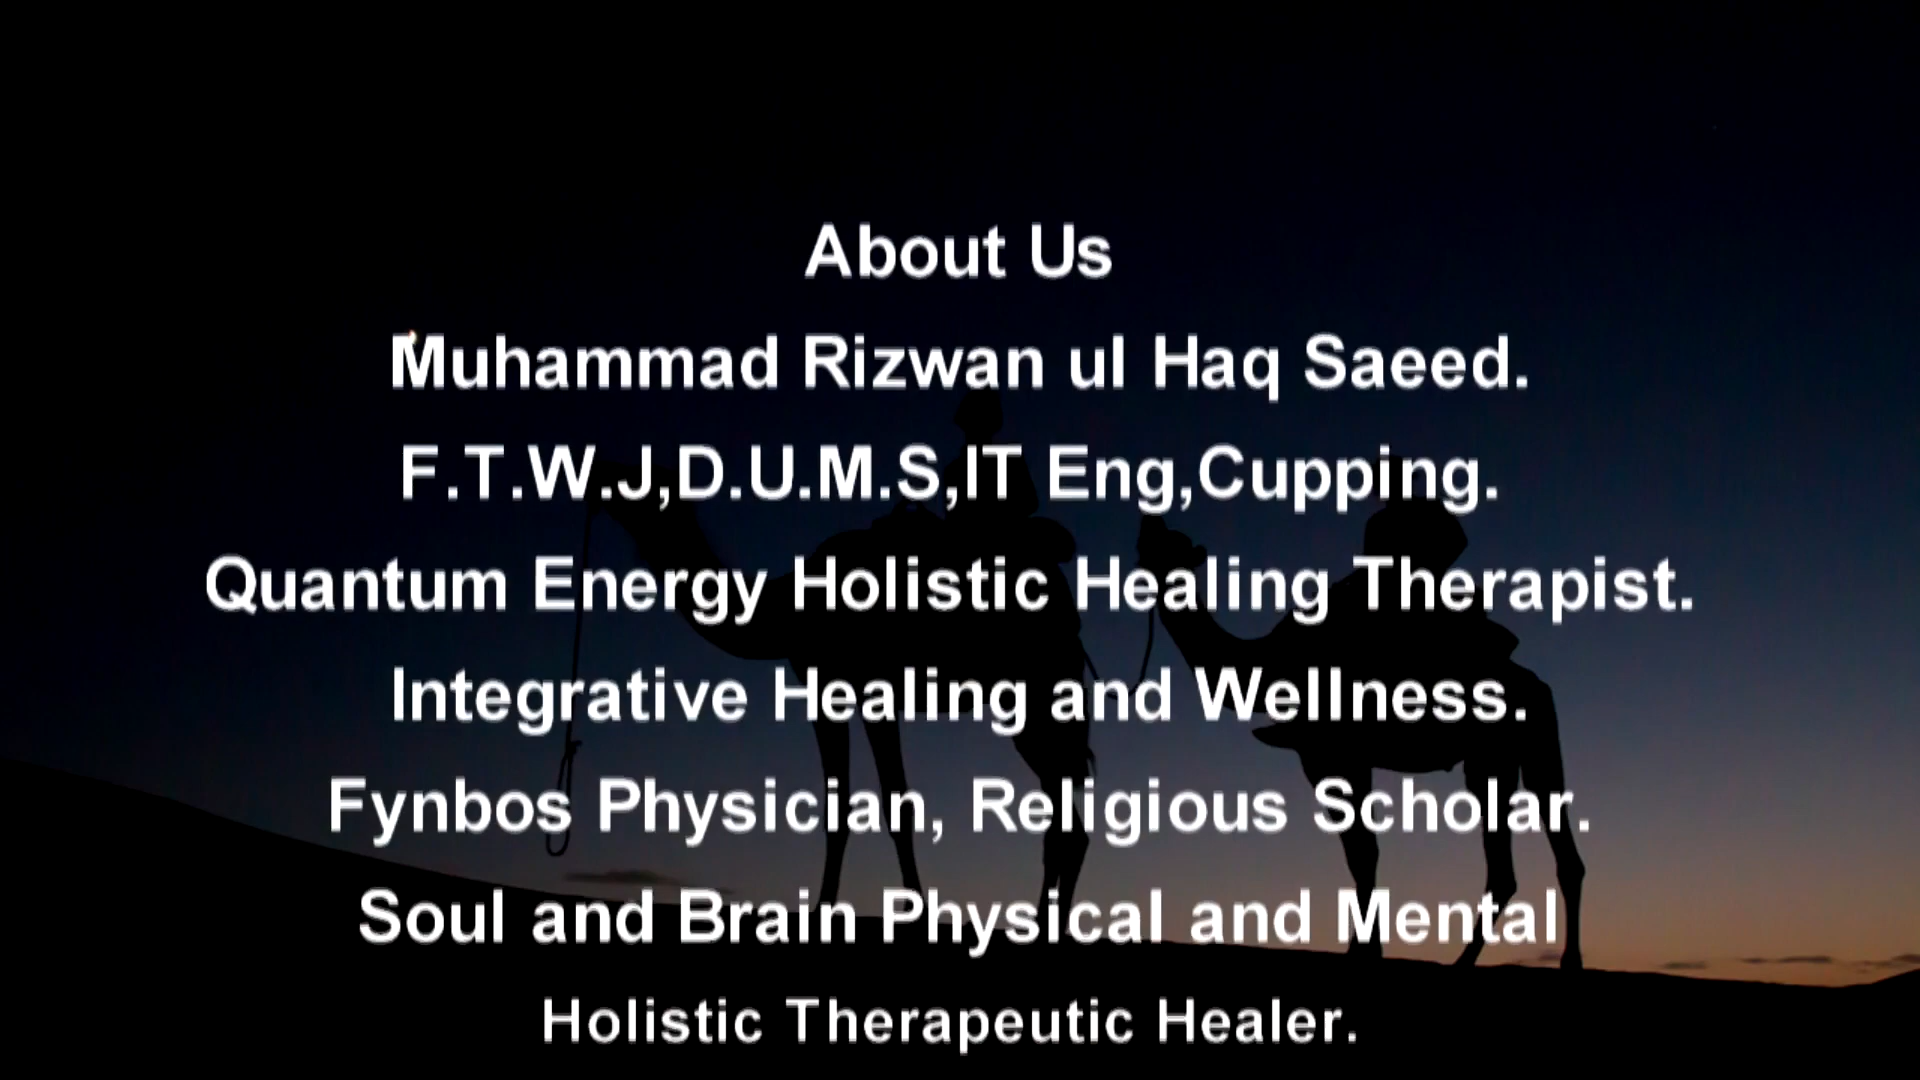 About Us
Muhammad Rizwan ul Haq Saeed.
F.T.W.J,D.U.M.S,IT Eng,Cupping.
Quantum Energy Holistic Healing Therapist.
Integrative Healing and Wellness.
Fynbos Physician, Religious Scholar.
Soul and Brain Physical and Mental
Holistic Therapeutic Healer.